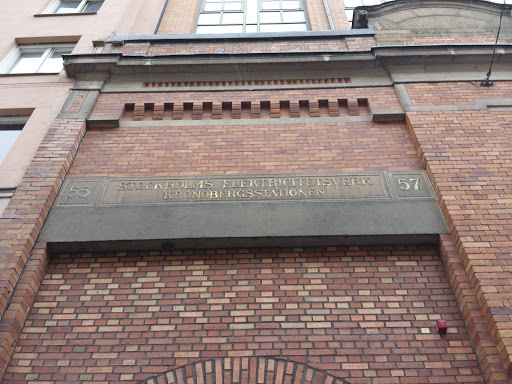 55 STOCKHOLMS ELEKTRICITETSVERK 57
KRONOBERGSSTATIONEN